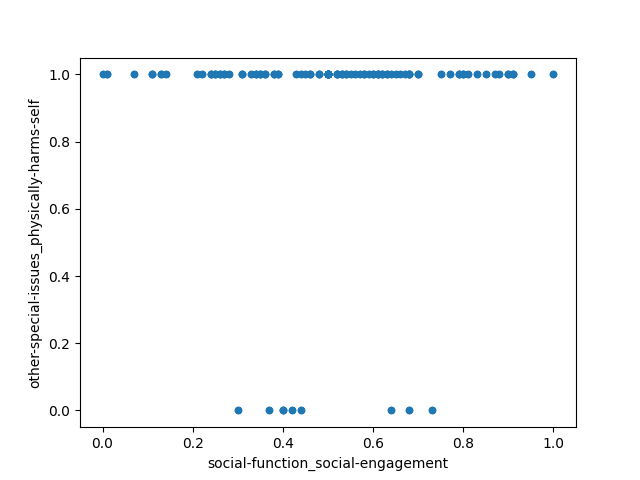 1.0
0.8
0.6
0.4
0.2
0.0
other-special-issues_physically-harms-self
0.0 0.2 0.4 0.6 0.8 1.0
social-function_social-engagement